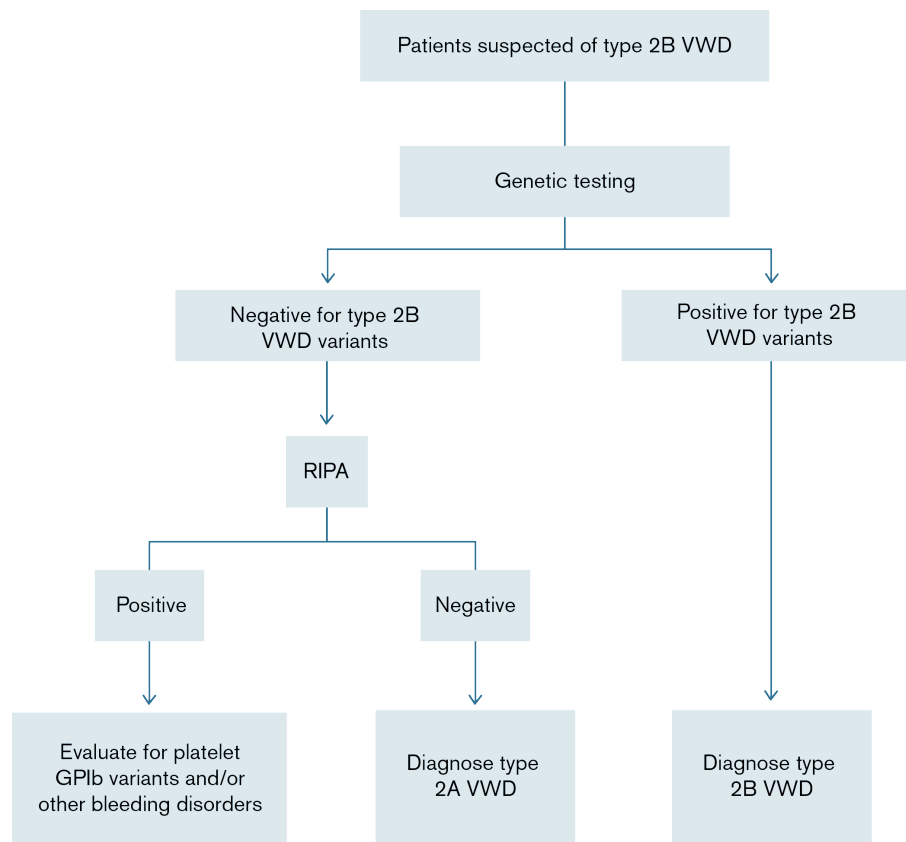 Patients suspected of type 2B VWD
Genetic testing
Negative for type 2B
VWD variants
Positive for type 2B
VWD variants
RIPA
Positive
Negative
Evaluate for platelet
GPIb variants and/or
other bleeding disorders
Diagnose type
2A VWD
Diagnose type
2B VWD